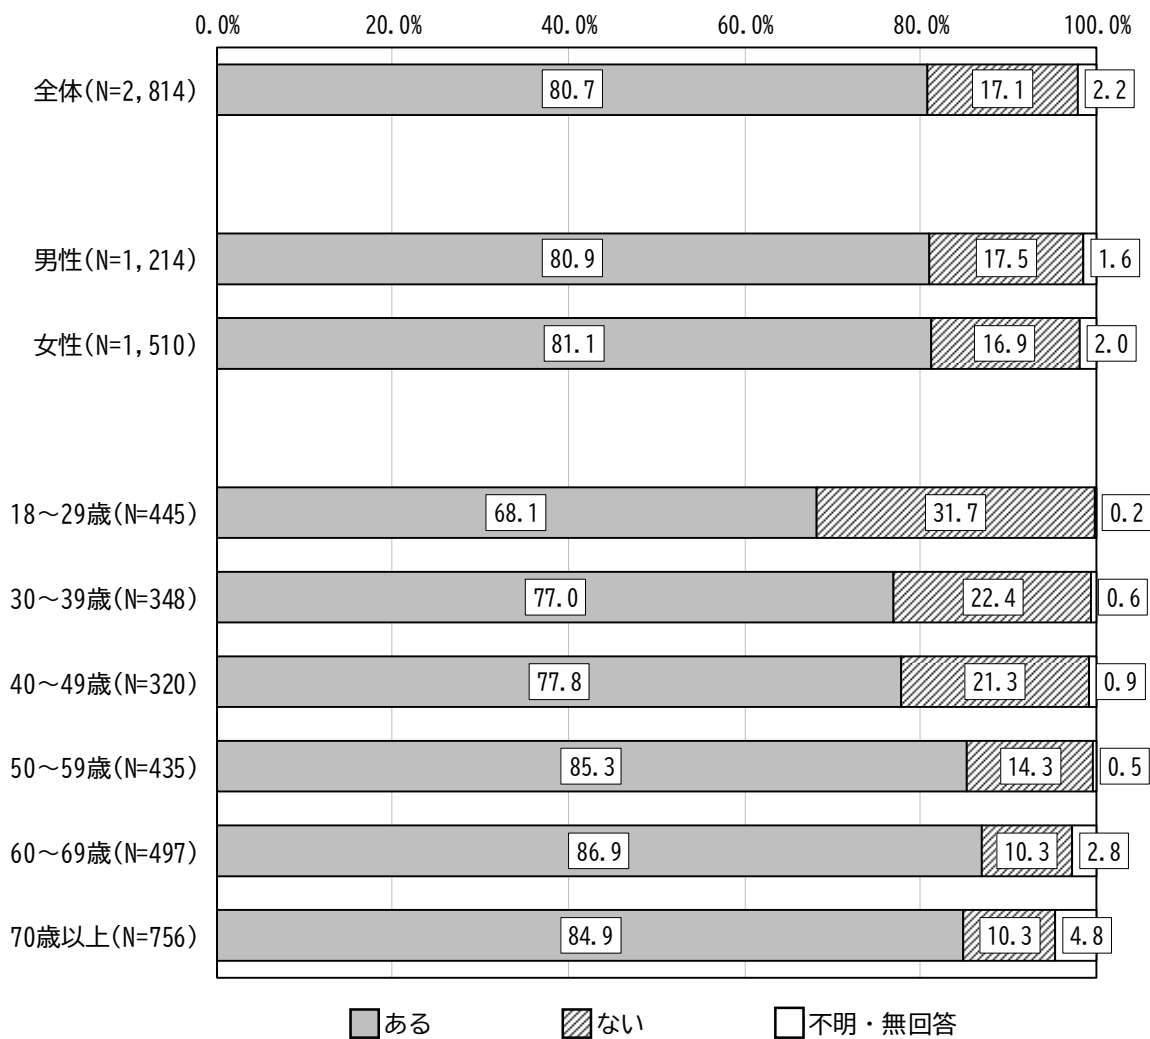 0.0% 20.0% 40.0% 60.0% 80.0% 100.0%
全体(N=2,814) 80.7 17.1 2.2
男性(N=1,214) 80.9 17.5 1.6
女性(N=1,510) 81.1 16.9 2.0
18～29歳(N=445) 68.1 31.7 0.2
30～39歳(N=348) 77.0 22.4 0.6
40～49歳(N=320) 77.8 21.3 0.9
50～59歳(N=435) 85.3 14.3 0.5
60～69歳(N=497) 86.9 10.3 2.8
70歳以上(N=756) 84.9 10.3 4.8
ある ない 不明・無回答